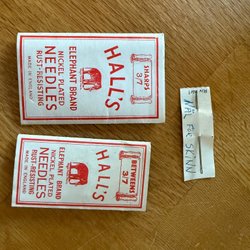 HALL'S
SHARPS
3/7
ELEPHANT BRAND
NICKEL PLATED
NEEDLES
RUST-RESISTING
MADE IN ENGLAND
HALL'S
BETWEENS
3/7
ELEPHANT BRAND
NICKEL PLATED
NEEDLES
RUST-RESISTING
MADE IN ENGLAND
NÅL FOR SKINN